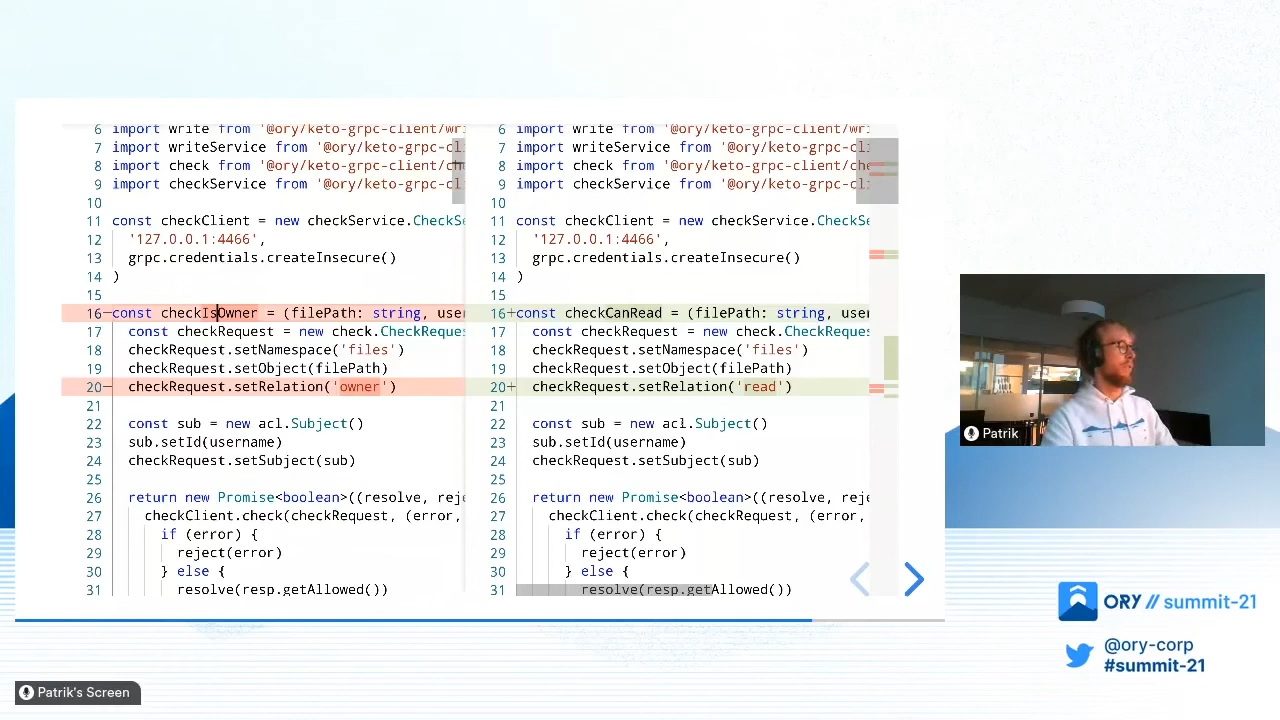 6 import write from '@ory/keto-grpc-client/wri
7 import writeService from '@ory/keto-grpc-cli
8 import check from '@ory/keto-grpc-client/che
9 import checkService from '@ory/keto-grpc-cli
10
11 const checkClient = new checkService.CheckSe
12 '127.0.0.1:4466',
13 grpc.credentials.createInsecure()
14 )
15
16— const checkIsOwner = (filePath: string, user
17 const checkRequest = new check.CheckReques
18 checkRequest.setNamespace('files')
19 checkRequest.setObject(filePath)
20— checkRequest.setRelation('owner')
21
22 const sub = new acl.Subject()
23 sub.setId(username)
24 checkRequest.setSubject(sub)
25
26 return new Promise<boolean>((resolve, reje
27 checkClient.check(checkRequest, (error,
28 if (error) {
29 reject(error)
30 } else {
31 resolve(resp.getAllowed())
6 import write from '@ory/keto-grpc-client/wri
7 import writeService from '@ory/keto-grpc-cli
8 import check from '@ory/keto-grpc-client/che
9 import checkService from '@ory/keto-grpc-cli
10
11 const checkClient = new checkService.CheckSe
12 '127.0.0.1:4466',
13 grpc.credentials.createInsecure()
14 )
15
16+ const checkCanRead = (filePath: string, user
17 const checkRequest = new check.CheckReques
18 checkRequest.setNamespace('files')
19 checkRequest.setObject(filePath)
20+ checkRequest.setRelation('read')
21
22 const sub = new acl.Subject()
23 sub.setId(username)
24 checkRequest.setSubject(sub)
25
26 return new Promise<boolean>((resolve, reje
27 checkClient.check(checkRequest, (error,
28 if (error) {
29 reject(error)
30 } else {
31 resolve(resp.getAllowed())
Patrik
ORY // summit-21
@ory-corp
#summit-21
Patrik's Screen